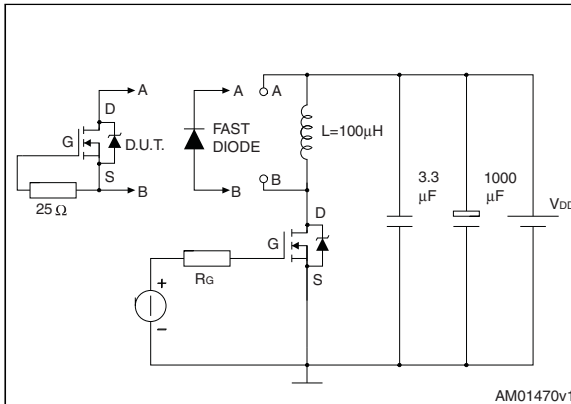 A
D
G
D.U.T.
S
B
25 Ω
A
FAST
DIODE
B
A
L=100μH
B
D
G
S
RG
+
–
3.3
μF
1000
μF
VDD
AM01470v1